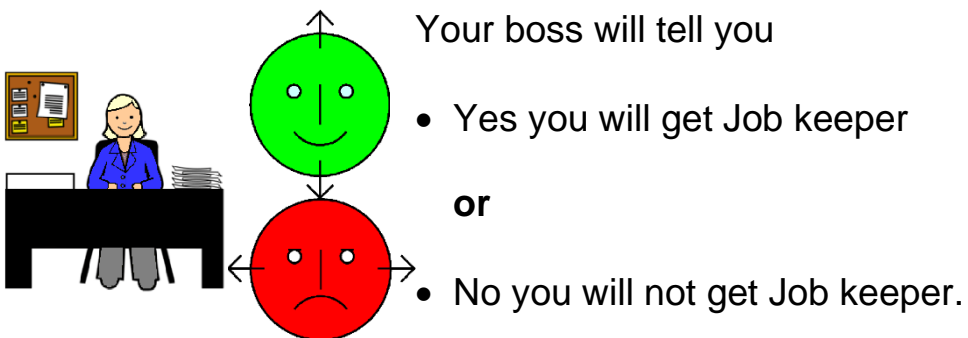 Your boss will tell you
• Yes you will get Job keeper
or
• No you will not get Job keeper.